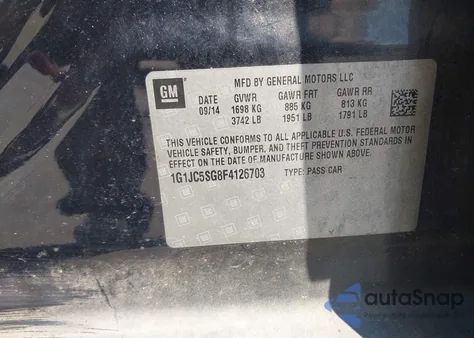 GM
MFD BY GENERAL MOTORS LLC
DATE GVWR GAWR FRT GAWR RR
09/14 1698 KG 885 KG 813 KG
3742 LB 1951 LB 1791 LB
THIS VEHICLE CONFORMS TO ALL APPLICABLE U.S. FEDERAL MOTOR
VEHICLE SAFETY, BUMPER, AND THEFT PREVENTION STANDARDS IN
EFFECT ON THE DATE OF MANUFACTURE SHOWN ABOVE.
1G1JC5SG8F4126703
TYPE: PASS CAR
autoSnap